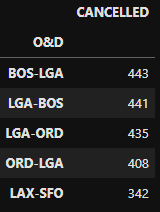 CANCELLED
O&D
BOS-LGA 443
LGA-BOS 441
LGA-ORD 435
ORD-LGA 408
LAX-SFO 342